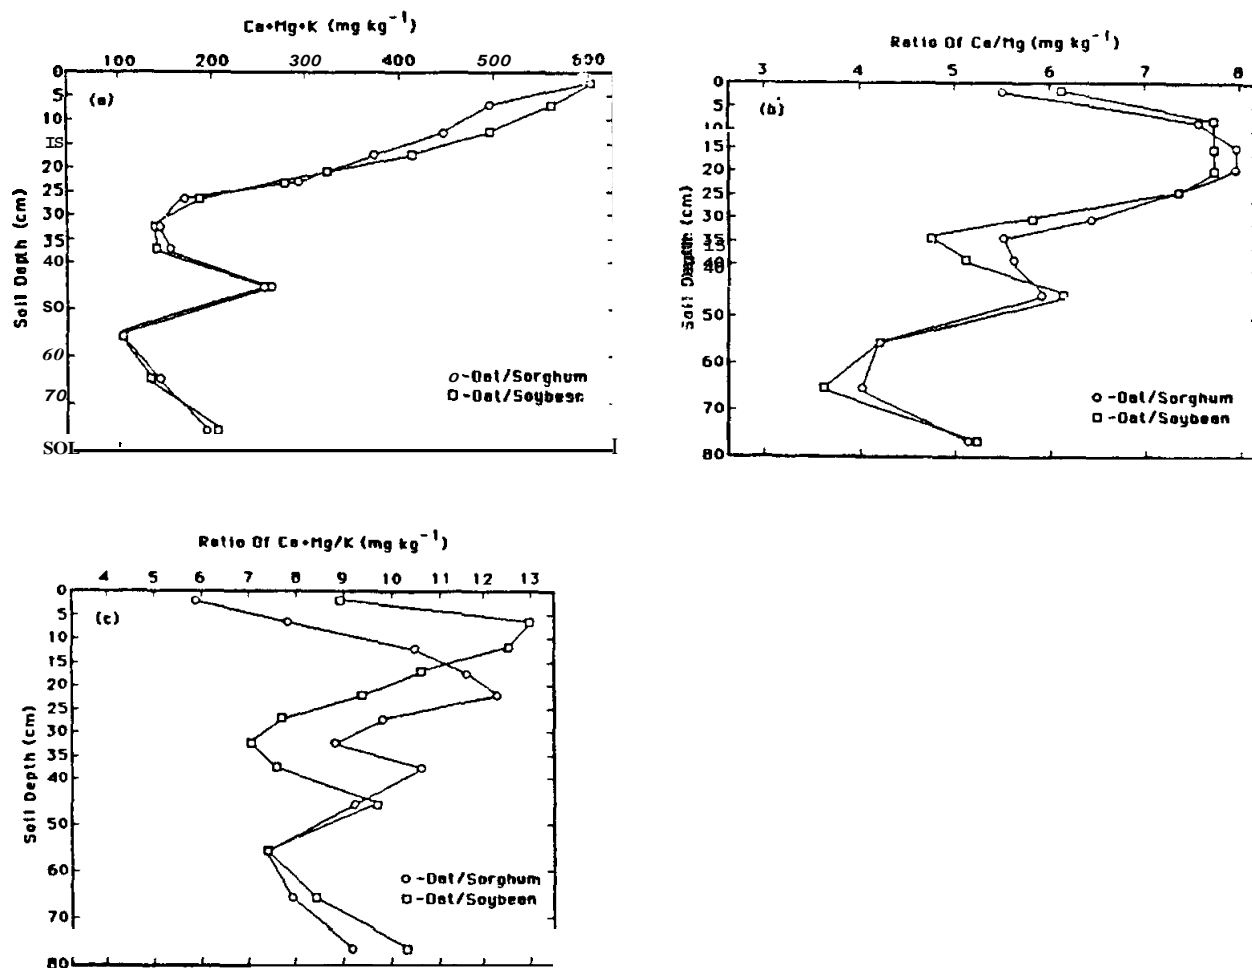 Ca+Mg+K (mg kg⁻¹)
100 200 300 400 500 600
0
5
10
IS
20
25
30
35
40
50
60
70
SOL
Soil Depth (cm)
(a)
O-Oat/Sorghum
□-Oat/Soybean
I
Ratio Of Ca/Mg (mg kg⁻¹)
3 4 5 6 7 8
0
5
10
15
20
25
30
35
40
50
60
70
80
Soil Depth (cm)
(b)
O-Oat/Sorghum
□-Oat/Soybean
Ratio Of Ca+Mg/K (mg kg⁻¹)
4 5 6 7 8 9 10 11 12 13
0
5
10
15
20
25
30
35
40
50
60
70
80
Soil Depth (cm)
(c)
O-Oat/Sorghum
□-Oat/Soybean